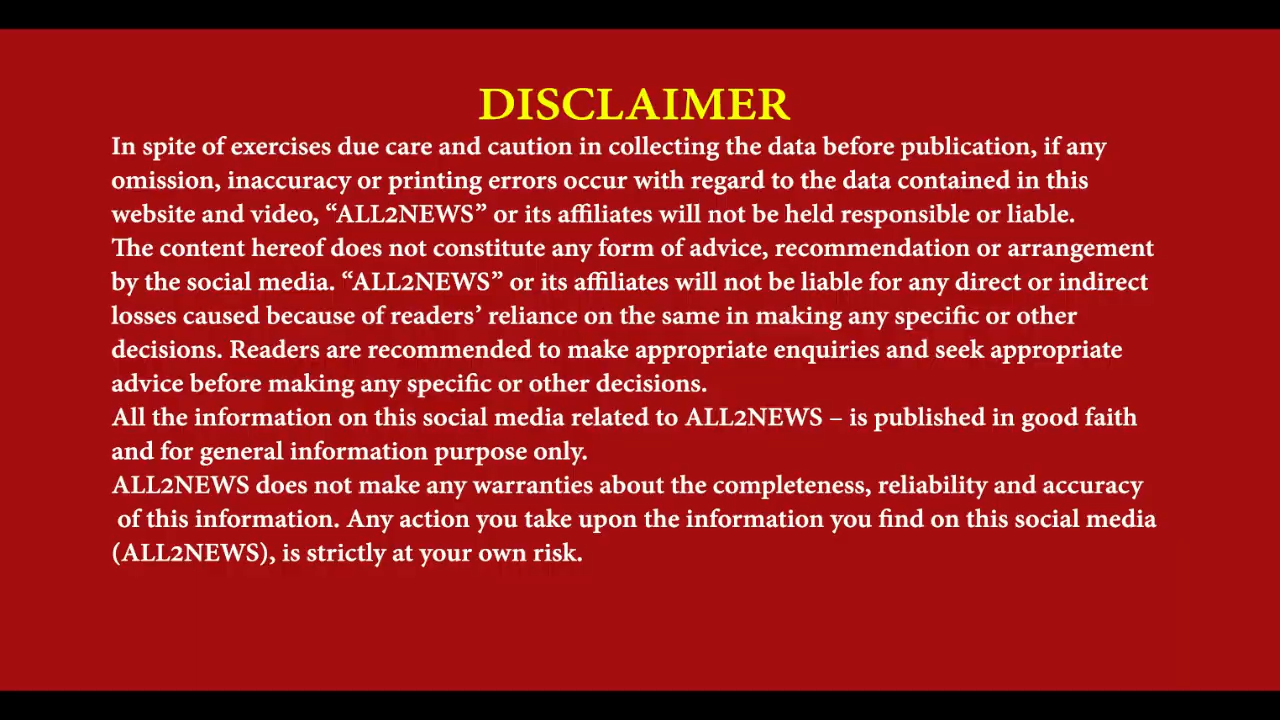 DISCLAIMER
In spite of exercises due care and caution in collecting the data before publication, if any
omission, inaccuracy or printing errors occur with regard to the data contained in this
website and video, “ALL2NEWS” or its affiliates will not be held responsible or liable.
The content hereof does not constitute any form of advice, recommendation or arrangement
by the social media. “ALL2NEWS” or its affiliates will not be liable for any direct or indirect
losses caused because of readers’ reliance on the same in making any specific or other
decisions. Readers are recommended to make appropriate enquiries and seek appropriate
advice before making any specific or other decisions.
All the information on this social media related to ALL2NEWS – is published in good faith
and for general information purpose only.
ALL2NEWS does not make any warranties about the completeness, reliability and accuracy
of this information. Any action you take upon the information you find on this social media
(ALL2NEWS), is strictly at your own risk.